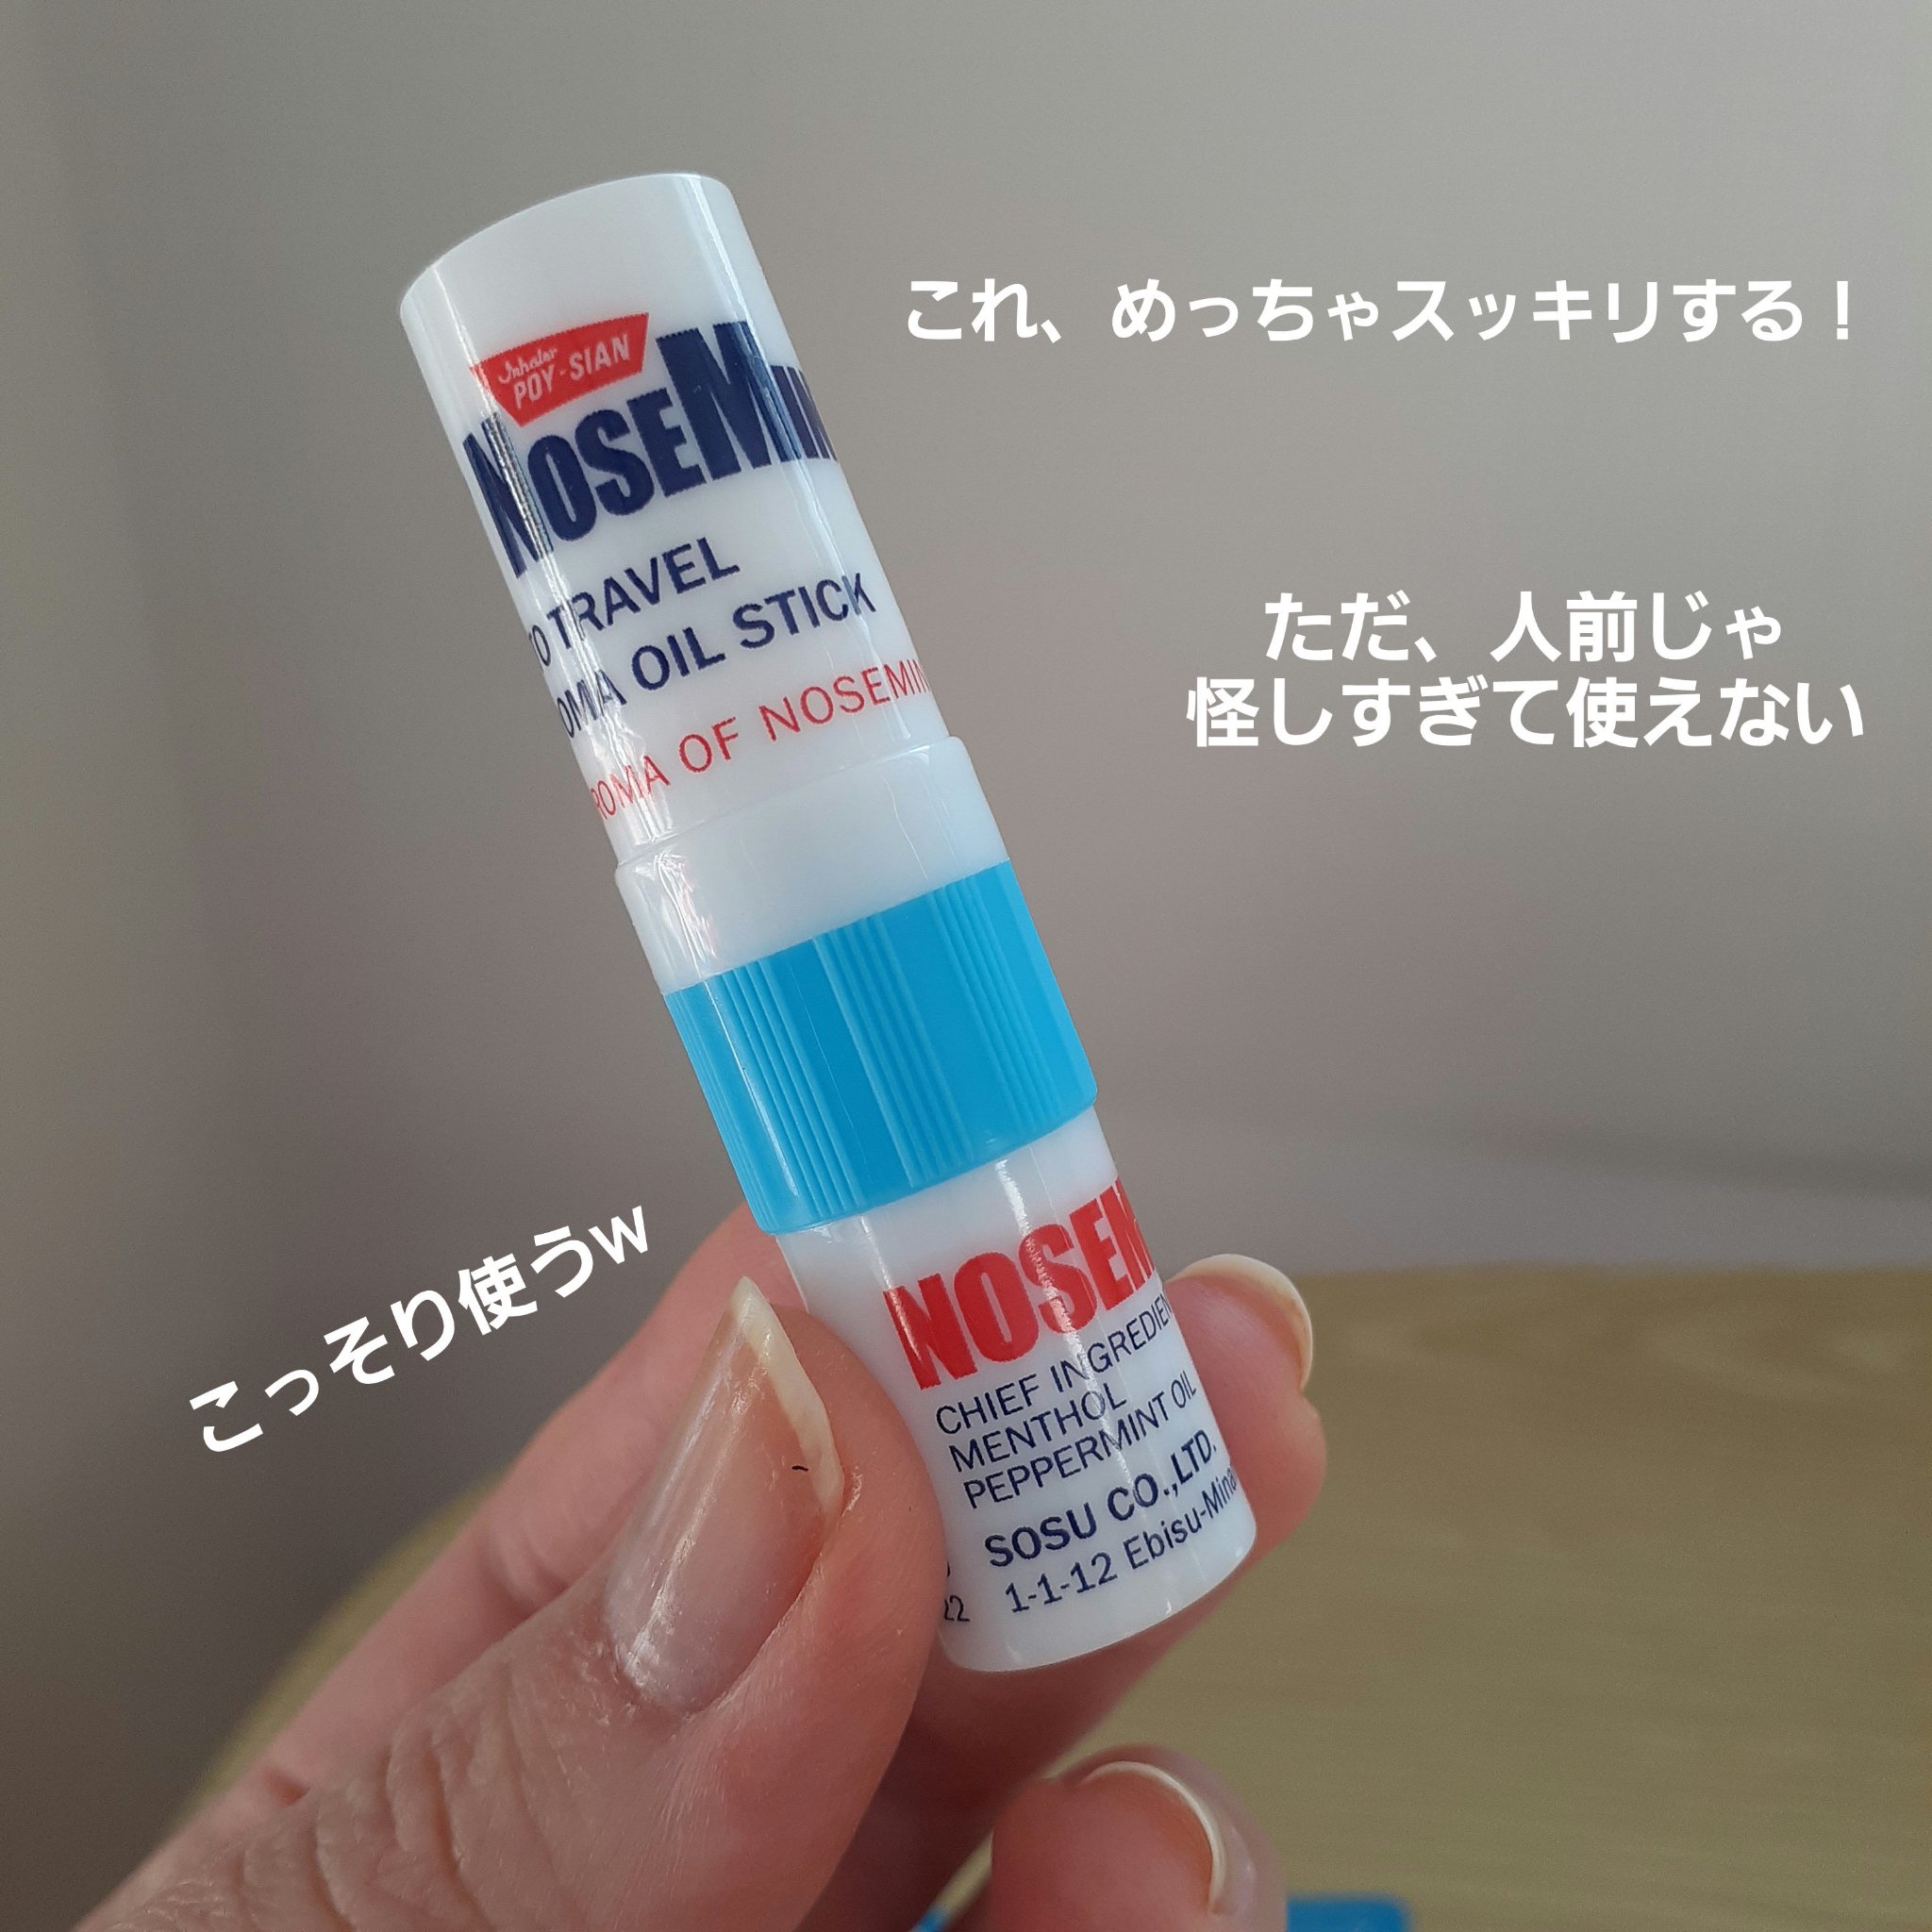 これ、めっちゃスッキリする！
ただ、人前じゃ
怪しすぎて使えない
こっそり使うw
Inhaler
POY-SIAN
NOSEMIN
TO TRAVEL
OMA OIL STICK
ROMA OF NOSEMIN
NOSEM
CHIEF INGREDIEN
MENTHOL
PEPPERMINT OIL
SOSU CO.,LTD.
1-1-12 Ebisu-Mina
22